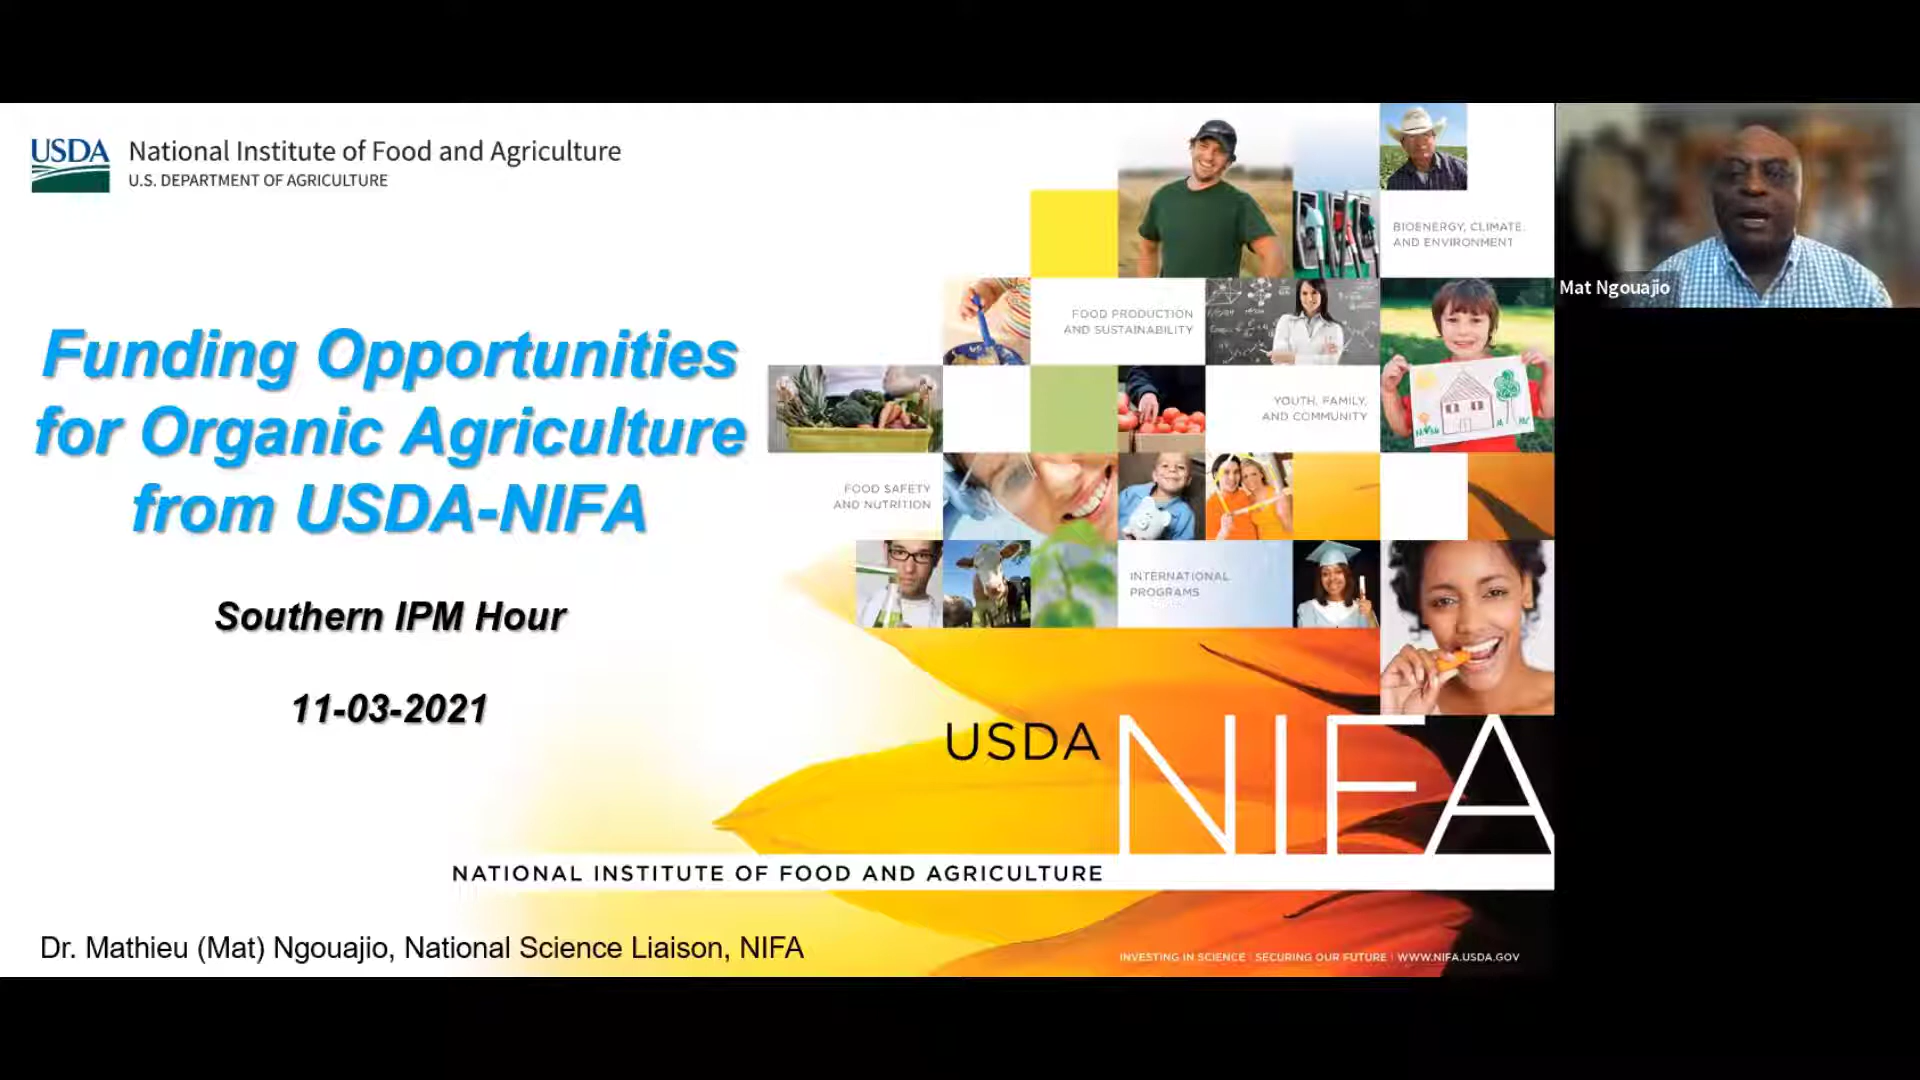 USDA
National Institute of Food and Agriculture
U.S. DEPARTMENT OF AGRICULTURE
Funding Opportunities
for Organic Agriculture
from USDA-NIFA
Southern IPM Hour
11-03-2021
BIOENERGY, CLIMATE,
AND ENVIRONMENT
FOOD PRODUCTION
AND SUSTAINABILITY
YOUTH, FAMILY,
AND COMMUNITY
FOOD SAFETY
AND NUTRITION
INTERNATIONAL
PROGRAMS
USDA NIFA
NATIONAL INSTITUTE OF FOOD AND AGRICULTURE
Dr. Mathieu (Mat) Ngouajio, National Science Liaison, NIFA
INVESTING IN SCIENCE | SECURING OUR FUTURE | WWW.NIFA.USDA.GOV
Mat Ngouajio